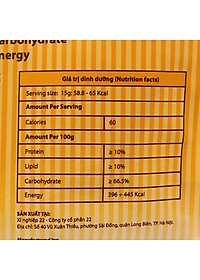 arbohydrate
nergy
Giá trị dinh dưỡng (Nutrition facts)
Serving size: 15g: 58.8 - 65 Kcal
Amount Per Serving
Calories 60
Amount Per 100g
Protein ≥ 10%
Lipid ≥ 10%
Carbohydrate ≥ 66.5%
Energy 396 ÷ 445 Kcal
SẢN XUẤT TẠI:
Xí nghiệp 22 - Công ty cổ phần 22
Địa chỉ: Số 40 Vũ Xuân Thiều, phường Sài Đồng, quận Long Biên, TP. Hà Nội.